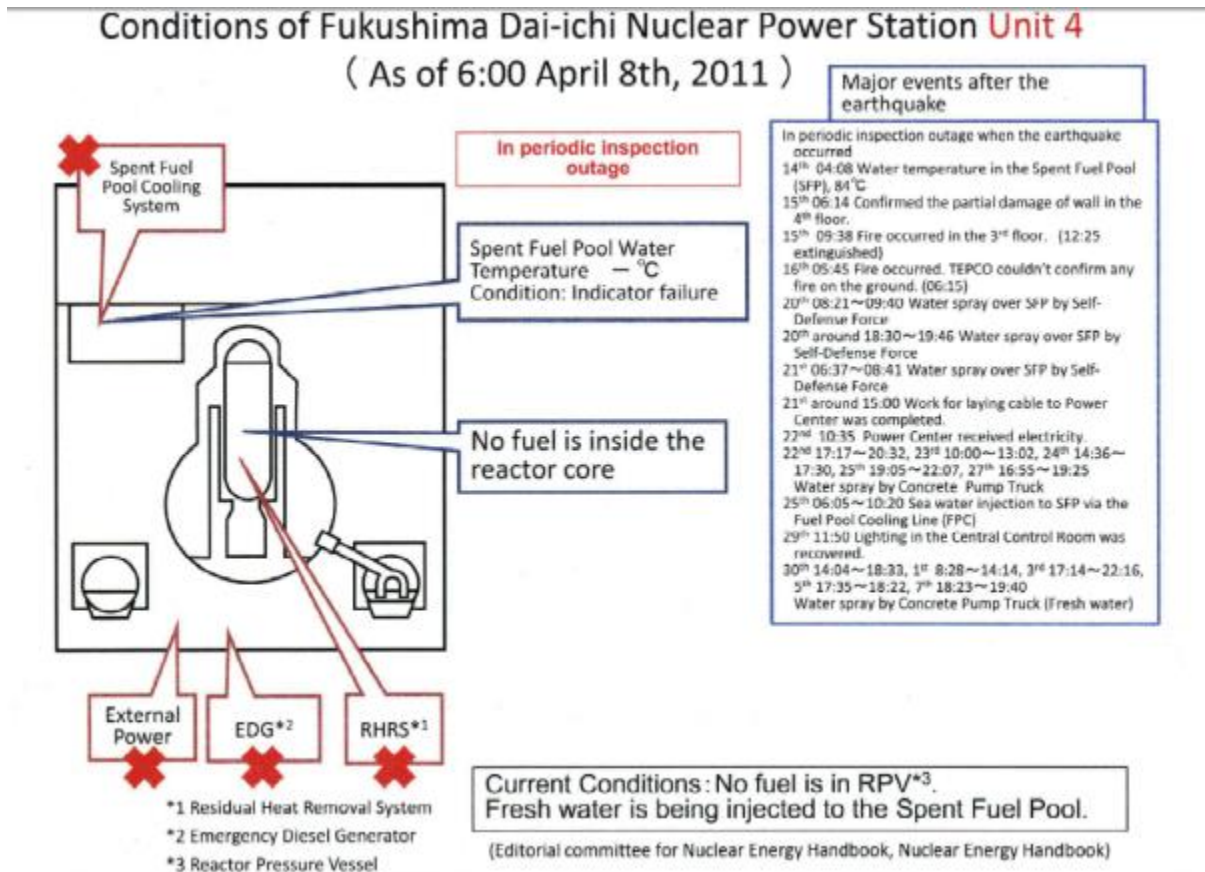 Conditions of Fukushima Dai-ichi Nuclear Power Station Unit 4
( As of 6:00 April 8th, 2011 )
Major events after the
earthquake
In periodic inspection
outage
Spent Fuel
Pool Cooling
System
Spent Fuel Pool Water
Temperature － ℃
Condition: Indicator failure
No fuel is inside the
reactor core
In periodic inspection outage when the earthquake
occurred
14th 04:08 Water temperature in the Spent Fuel Pool
(SFP), 84℃
15th 06:14 Confirmed the partial damage of wall in the
4th floor.
15th 09:38 Fire occurred in the 3rd floor. (12:25
extinguished)
16th 05:45 Fire occurred. TEPCO couldn't confirm any
fire on the ground. (06:15)
20th 08:21～09:40 Water spray over SFP by Self-
Defense Force
20th around 18:30～19:46 Water spray over SFP by
Self-Defense Force
21st 06:37～08:41 Water spray over SFP by Self-
Defense Force
21st around 15:00 Work for laying cable to Power
Center was completed.
22nd 10:35 Power Center received electricity.
22nd 17:17～20:32, 23rd 10:00～13:02, 24th 14:36～
17:30, 25th 19:05～22:07, 27th 16:55～19:25
Water spray by Concrete Pump Truck
25th 06:05～10:20 Sea water injection to SFP via the
Fuel Pool Cooling Line (FPC)
29th 11:50 Lighting in the Central Control Room was
recovered.
30th 14:04～18:33, 1st 8:28～14:14, 3rd 17:14～22:16,
5th 17:35～18:22, 7th 18:23～19:40
Water spray by Concrete Pump Truck (Fresh water)
External
Power
EDG*2
RHRS*1
*1 Residual Heat Removal System
*2 Emergency Diesel Generator
*3 Reactor Pressure Vessel
Current Conditions: No fuel is in RPV*3.
Fresh water is being injected to the Spent Fuel Pool.
(Editorial committee for Nuclear Energy Handbook, Nuclear Energy Handbook)